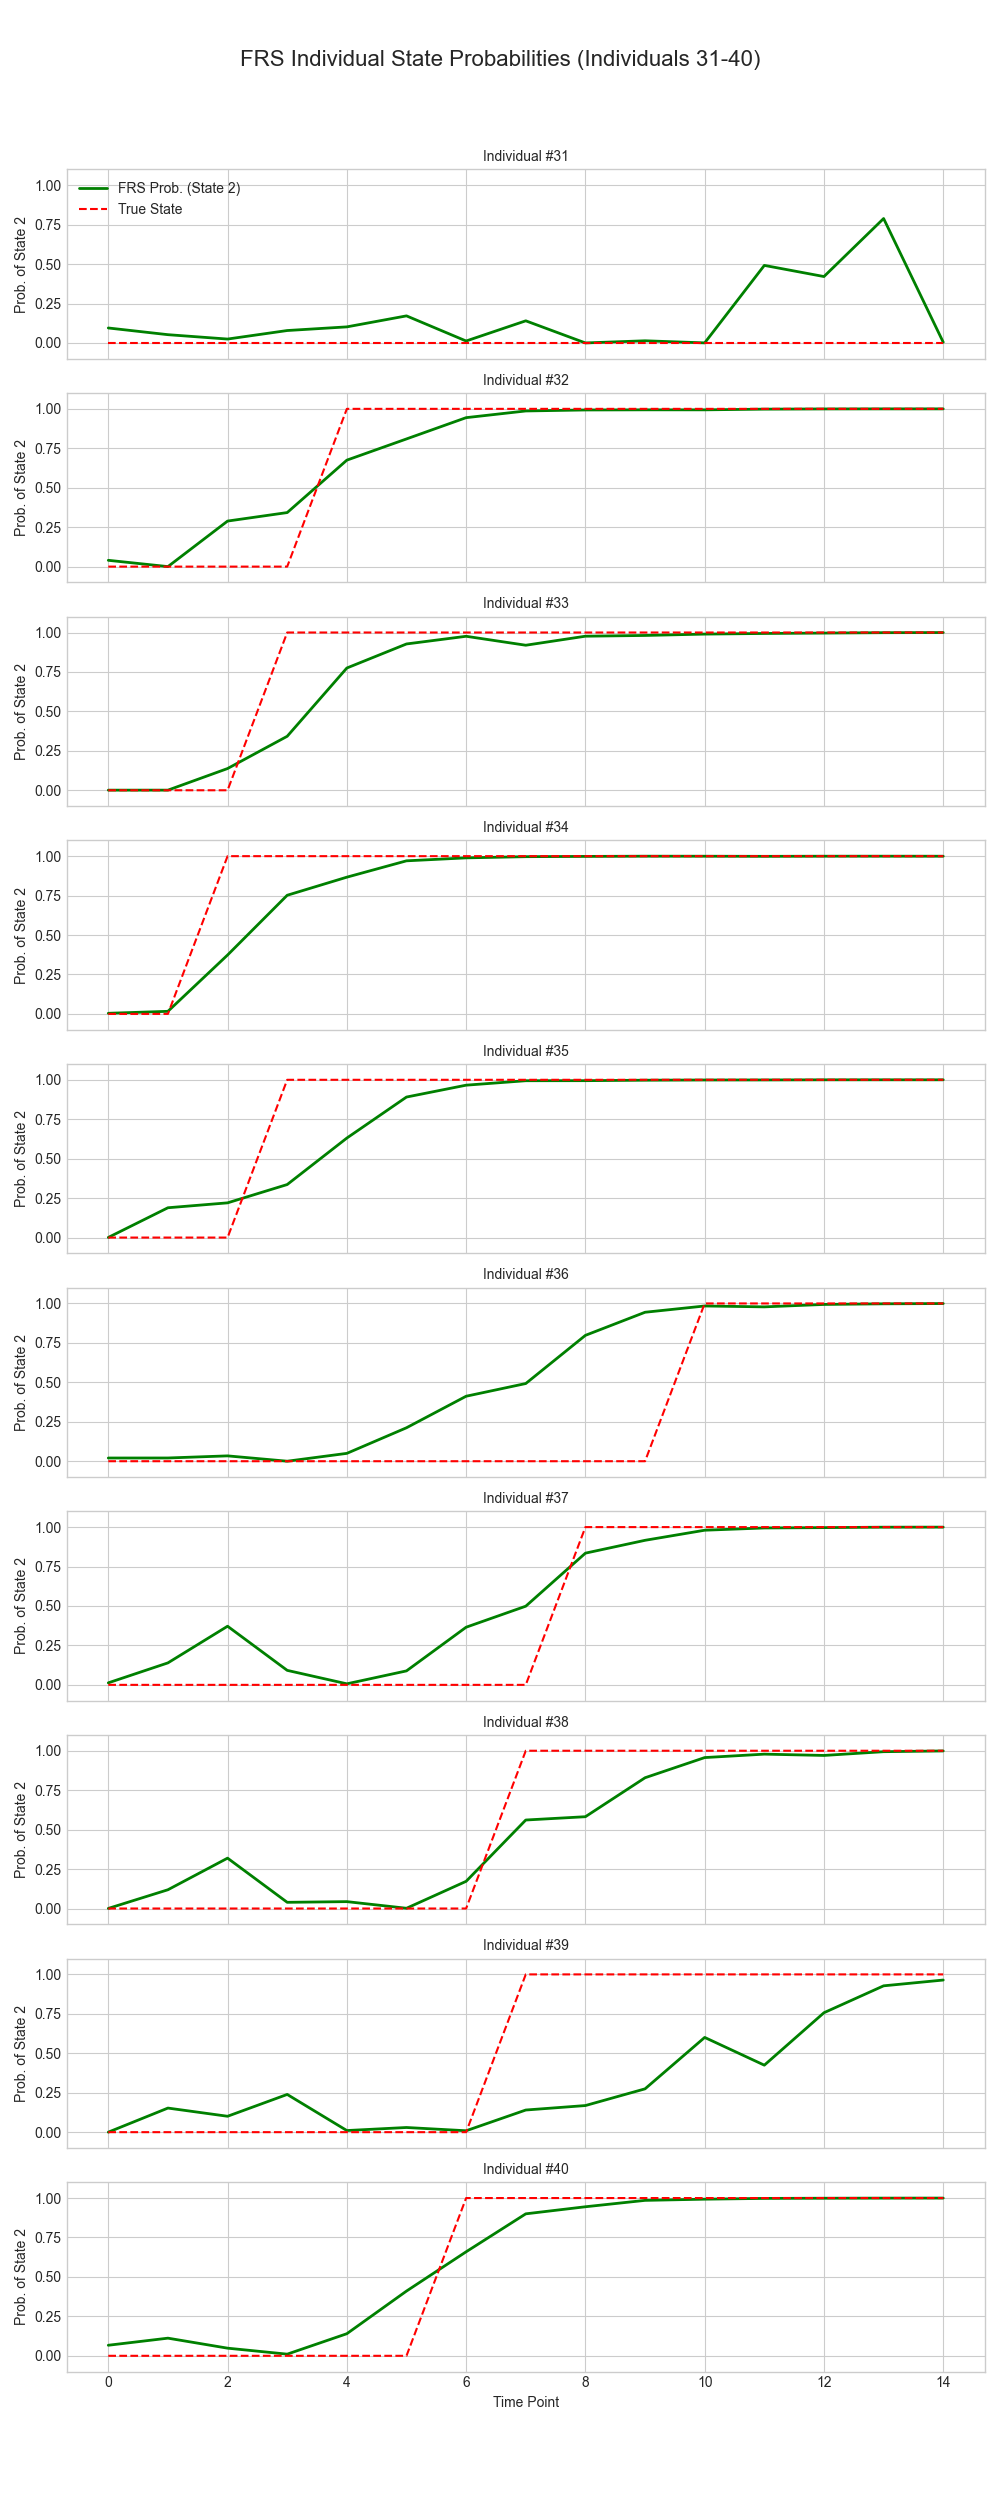 FRS Individual State Probabilities (Individuals 31-40)
Individual #31
FRS Prob. (State 2)
True State
Prob. of State 2
1.00
0.75
0.50
0.25
0.00
Individual #32
Prob. of State 2
1.00
0.75
0.50
0.25
0.00
Individual #33
Prob. of State 2
1.00
0.75
0.50
0.25
0.00
Individual #34
Prob. of State 2
1.00
0.75
0.50
0.25
0.00
Individual #35
Prob. of State 2
1.00
0.75
0.50
0.25
0.00
Individual #36
Prob. of State 2
1.00
0.75
0.50
0.25
0.00
Individual #37
Prob. of State 2
1.00
0.75
0.50
0.25
0.00
Individual #38
Prob. of State 2
1.00
0.75
0.50
0.25
0.00
Individual #39
Prob. of State 2
1.00
0.75
0.50
0.25
0.00
Individual #40
Prob. of State 2
1.00
0.75
0.50
0.25
0.00
0 2 4 6 8 10 12 14
Time Point